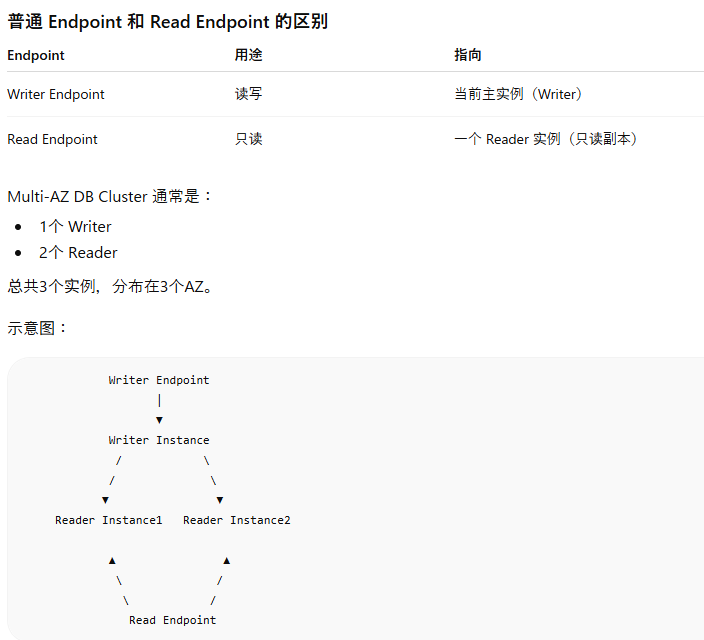 普通 Endpoint 和 Read Endpoint 的区别
Endpoint 用途 指向
Writer Endpoint 读写 当前主实例（Writer）
Read Endpoint 只读 一个 Reader 实例（只读副本）
Multi-AZ DB Cluster 通常是：
• 1个 Writer
• 2个 Reader
总共3个实例，分布在3个AZ。
示意图：
Writer Endpoint
Writer Instance
Reader Instance1 Reader Instance2
Read Endpoint